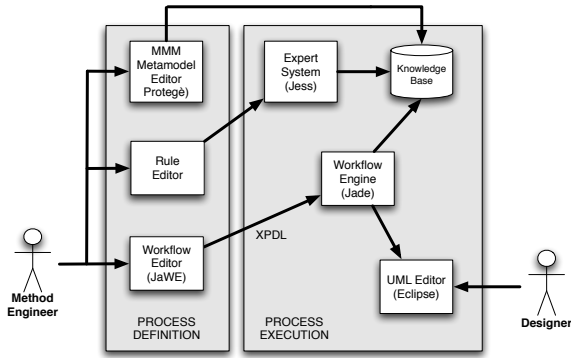 MMM
Metamodel
Editor
Protegè)
Expert
System
(Jess)
Knowledge
Base
Rule
Editor
Workflow
Engine
(Jade)
XPDL
Workflow
Editor
(JaWE)
UML Editor
(Eclipse)
Method
Engineer
Designer
PROCESS
DEFINITION
PROCESS
EXECUTION